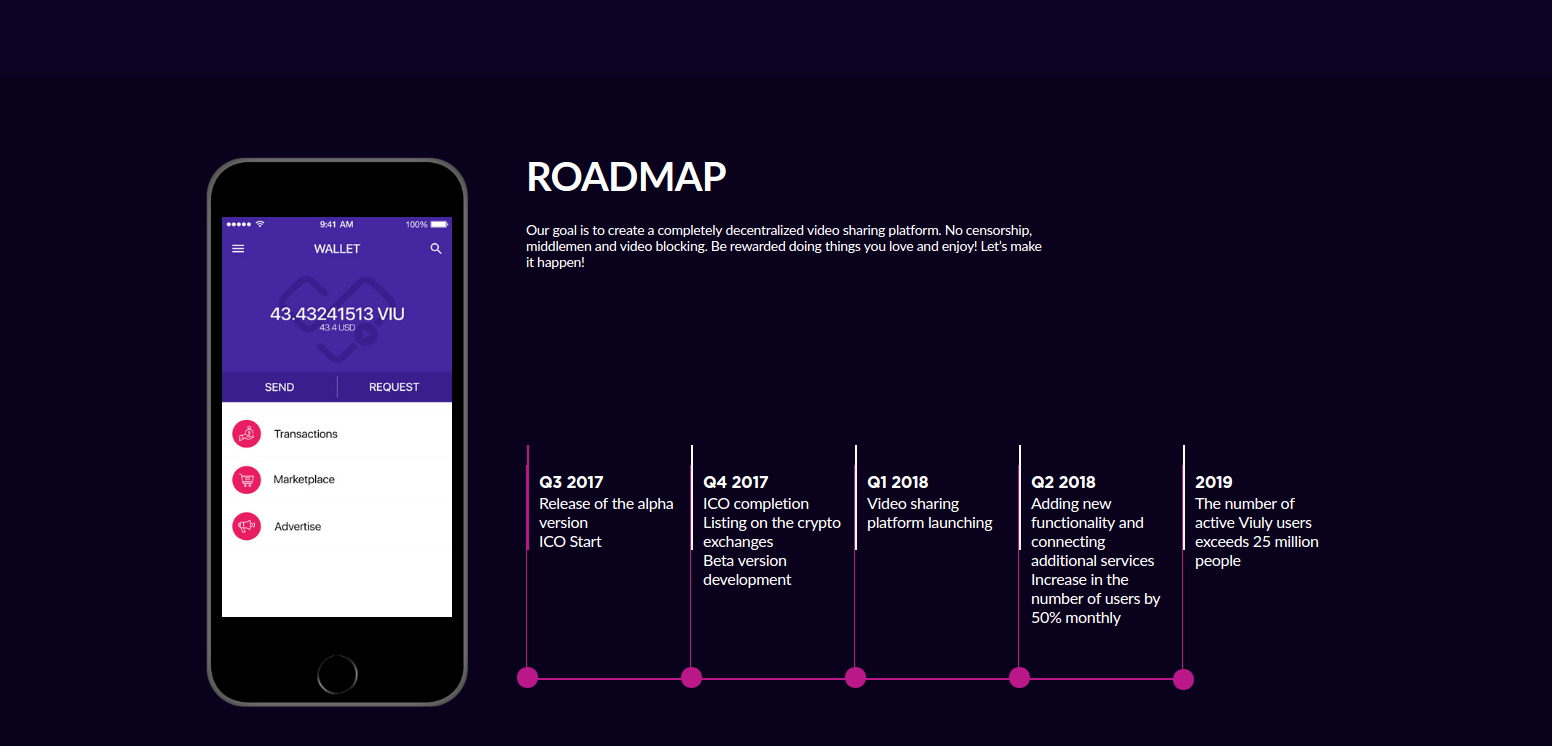 9:41 AM 100%
WALLET
43.43241513 VIU
43.4 USD
SEND REQUEST
Transactions
Marketplace
Advertise
ROADMAP
Our goal is to create a completely decentralized video sharing platform. No censorship,
middlemen and video blocking. Be rewarded doing things you love and enjoy! Let's make
it happen!
Q3 2017
Release of the alpha
version
ICO Start
Q4 2017
ICO completion
Listing on the crypto
exchanges
Beta version
development
Q1 2018
Video sharing
platform launching
Q2 2018
Adding new
functionality and
connecting
additional services
Increase in the
number of users by
50% monthly
2019
The number of
active Viuly users
exceeds 25 million
people